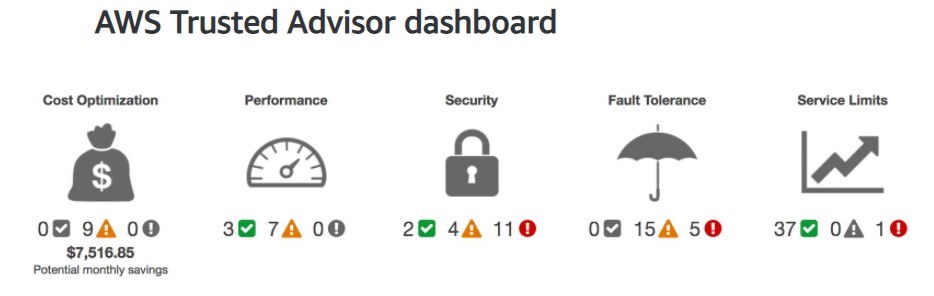 AWS Trusted Advisor dashboard
Cost Optimization
$
0 9 0
$7,516.85
Potential monthly savings
Performance
3 7 0
Security
2 4 11
Fault Tolerance
0 15 5
Service Limits
37 0 1